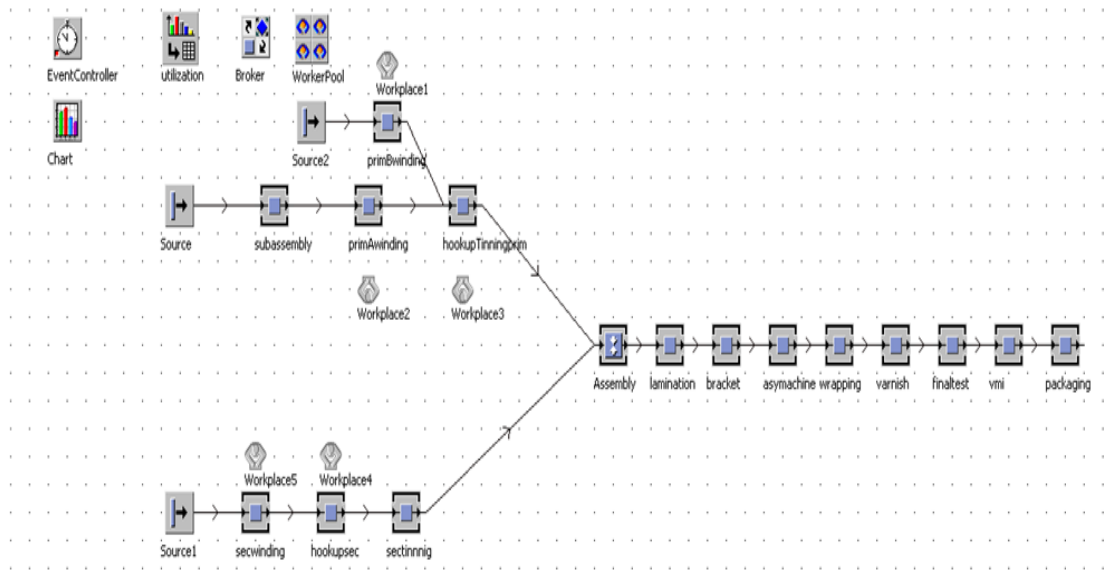 EventController utilization Broker WorkerPool
Workplace1
Chart Source2 primBwinding
Source subassembly primAwinding hookupTinningprim
Workplace2 Workplace3
Assembly lamination bracket asymachine wrapping varnish finaltest vmi packaging
Workplace5 Workplace4
Source1 secwinding hookupsec sectinnnig